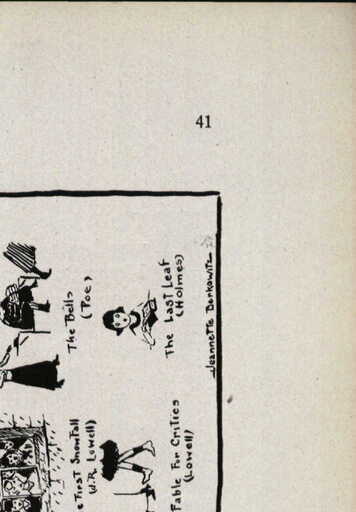 41
The Bells
(Poe)
The Last Leaf
(Holmes)
Jeannette Berkowitz
e First Snowfall
(W.R. Lowell)
Fable For Critics
(Lowell)